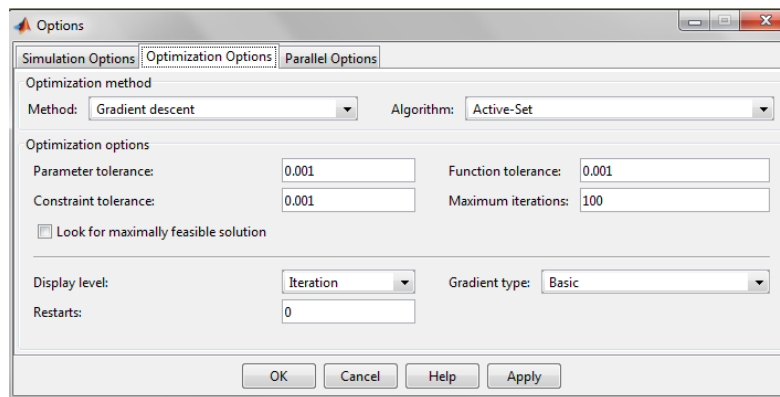 Options
Simulation Options Optimization Options Parallel Options
Optimization method
Method: Gradient descent Algorithm: Active-Set
Optimization options
Parameter tolerance: 0.001 Function tolerance: 0.001
Constraint tolerance: 0.001 Maximum iterations: 100
Look for maximally feasible solution
Display level: Iteration Gradient type: Basic
Restarts: 0
OK Cancel Help Apply